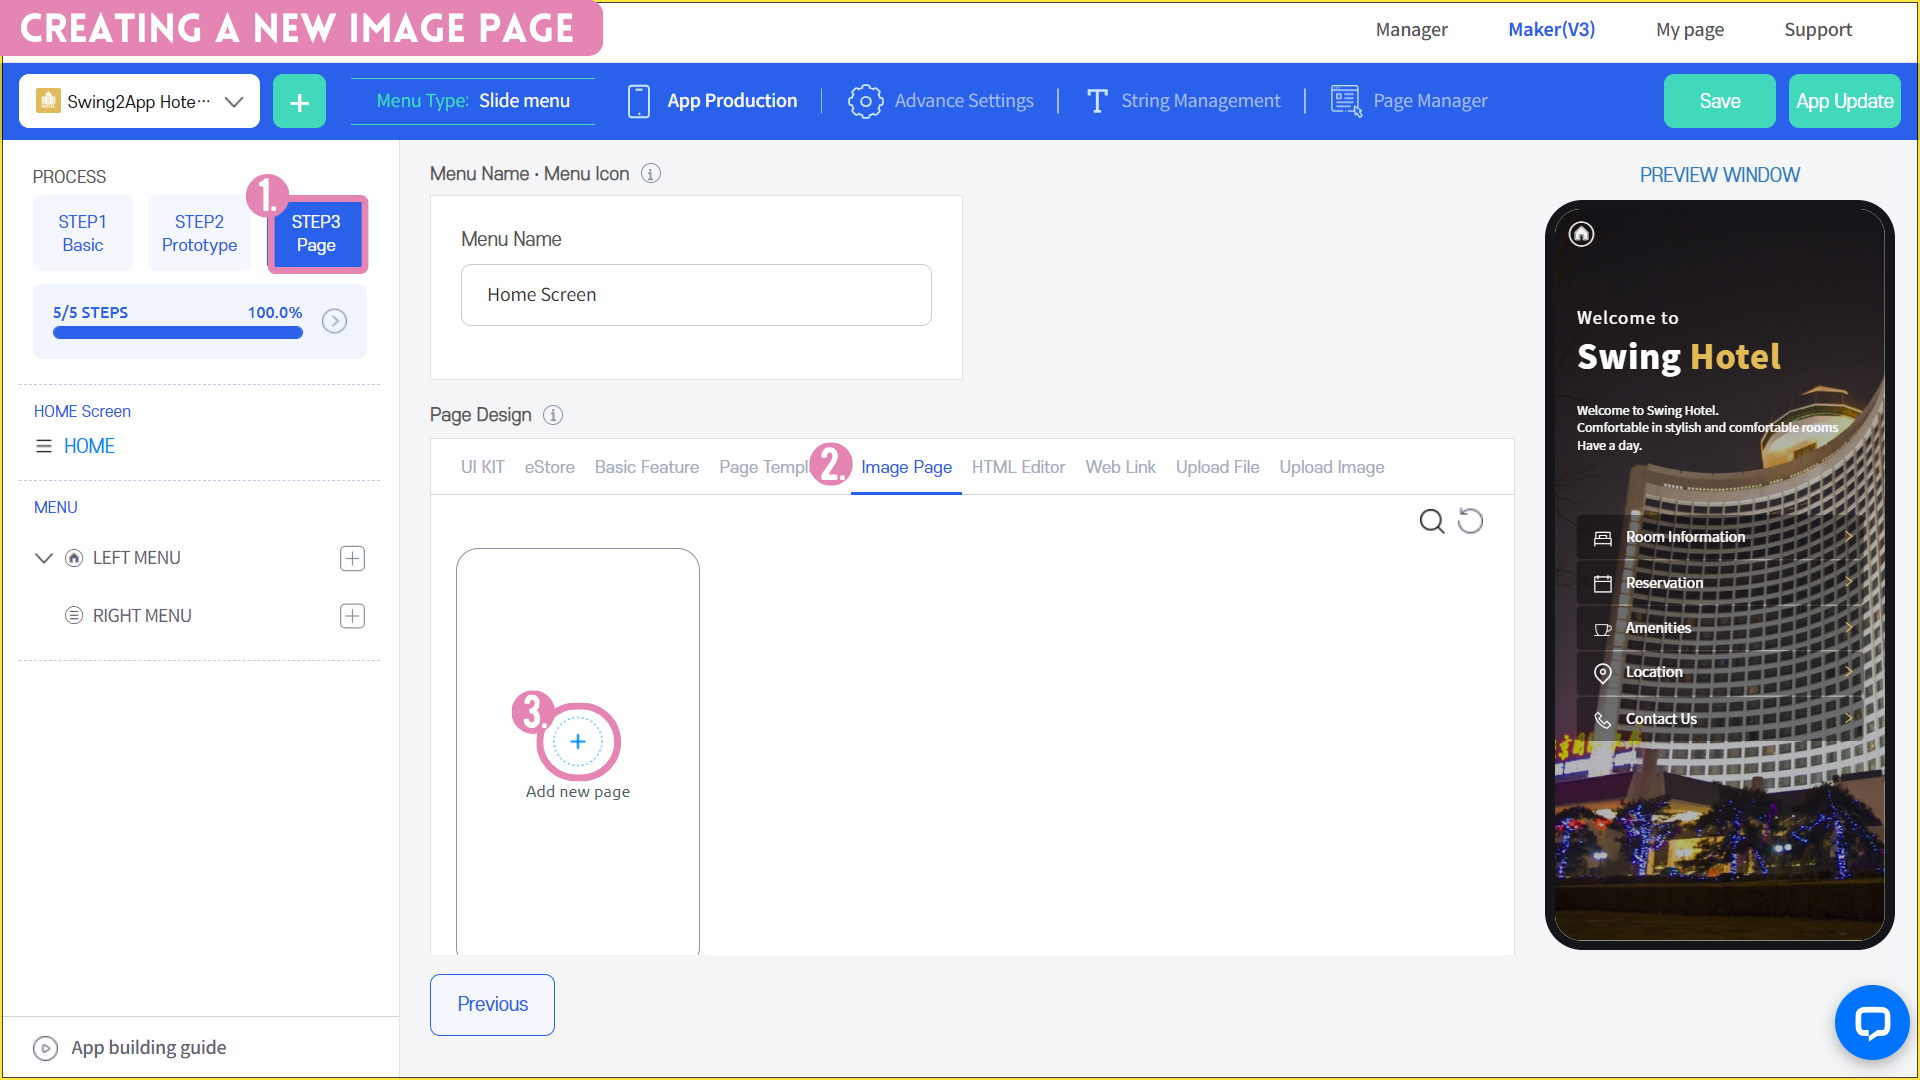 CREATING A NEW IMAGE PAGE
Manager
Maker(V3)
My page
Support
Swing2App Hote···
+
Menu Type: Slide menu
App Production
Advance Settings
String Management
Page Manager
Save
App Update
PROCESS
1.
STEP1
Basic
STEP2
Prototype
STEP3
Page
5/5 STEPS
100.0%
HOME Screen
HOME
MENU
LEFT MENU
RIGHT MENU
App building guide
Menu Name · Menu Icon
Menu Name
Home Screen
Page Design
UI KIT
eStore
Basic Feature
Page Templ
2.
Image Page
HTML Editor
Web Link
Upload File
Upload Image
3.
+
Add new page
Previous
PREVIEW WINDOW
Welcome to
Swing Hotel
Welcome to Swing Hotel.
Comfortable in stylish and comfortable rooms
Have a day.
Room Information
Reservation
Amenities
Location
Contact Us